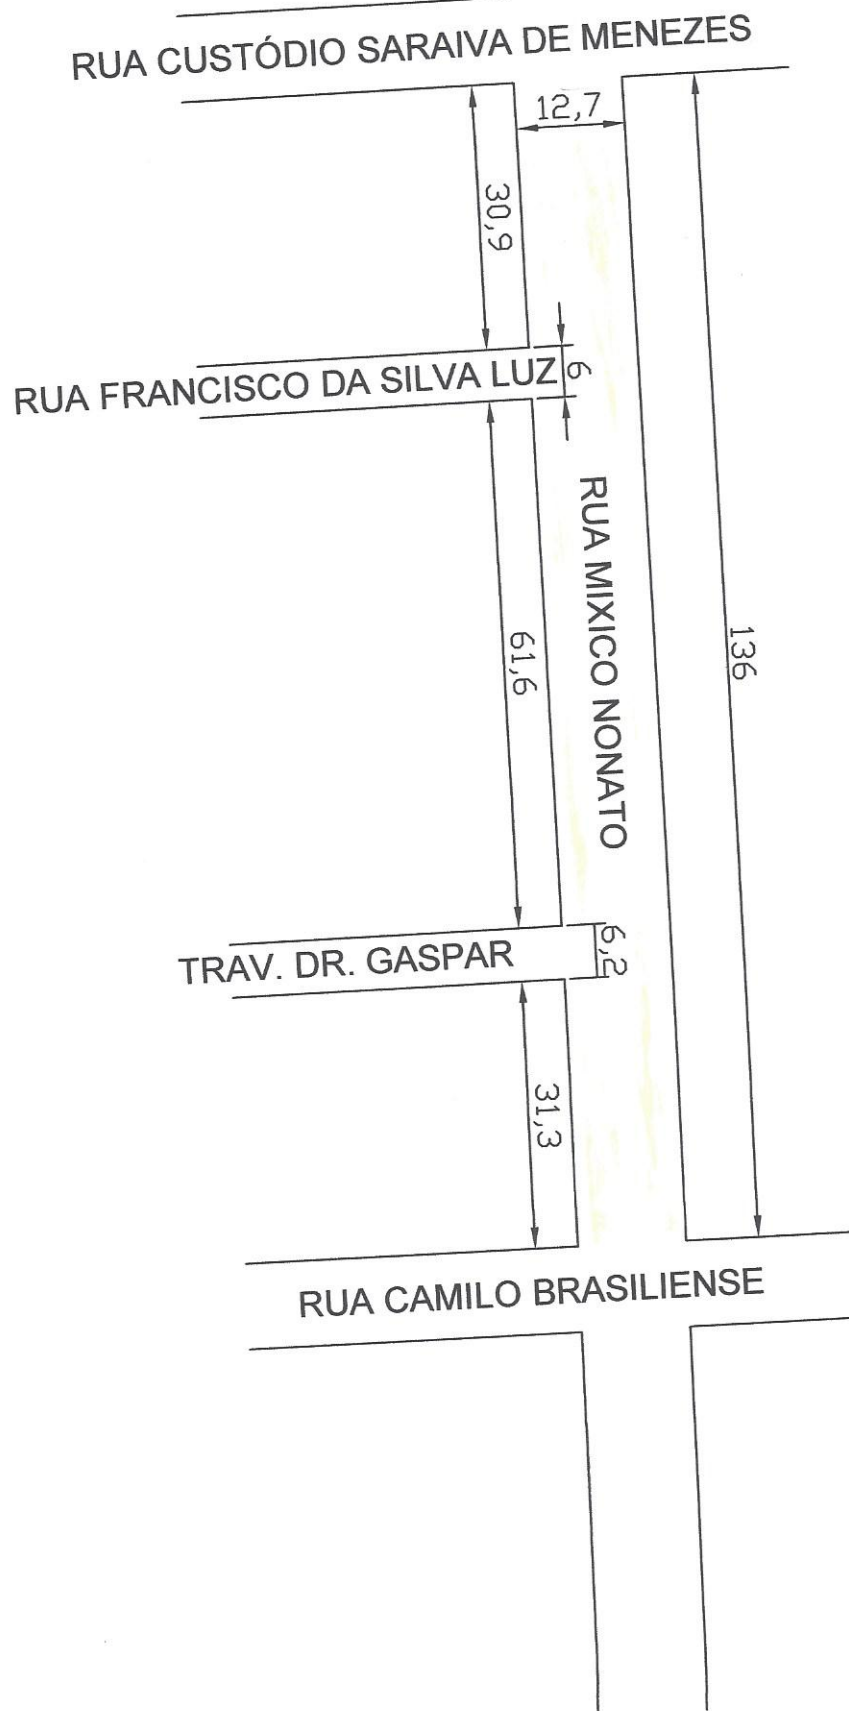 RUA CUSTÓDIO SARAIVA DE MENEZES
12,7
30,9
RUA FRANCISCO DA SILVA LUZ
6
RUA MIXICO NONATO
136
61,6
TRAV. DR. GASPAR
6,2
31,3
RUA CAMILO BRASILIENSE